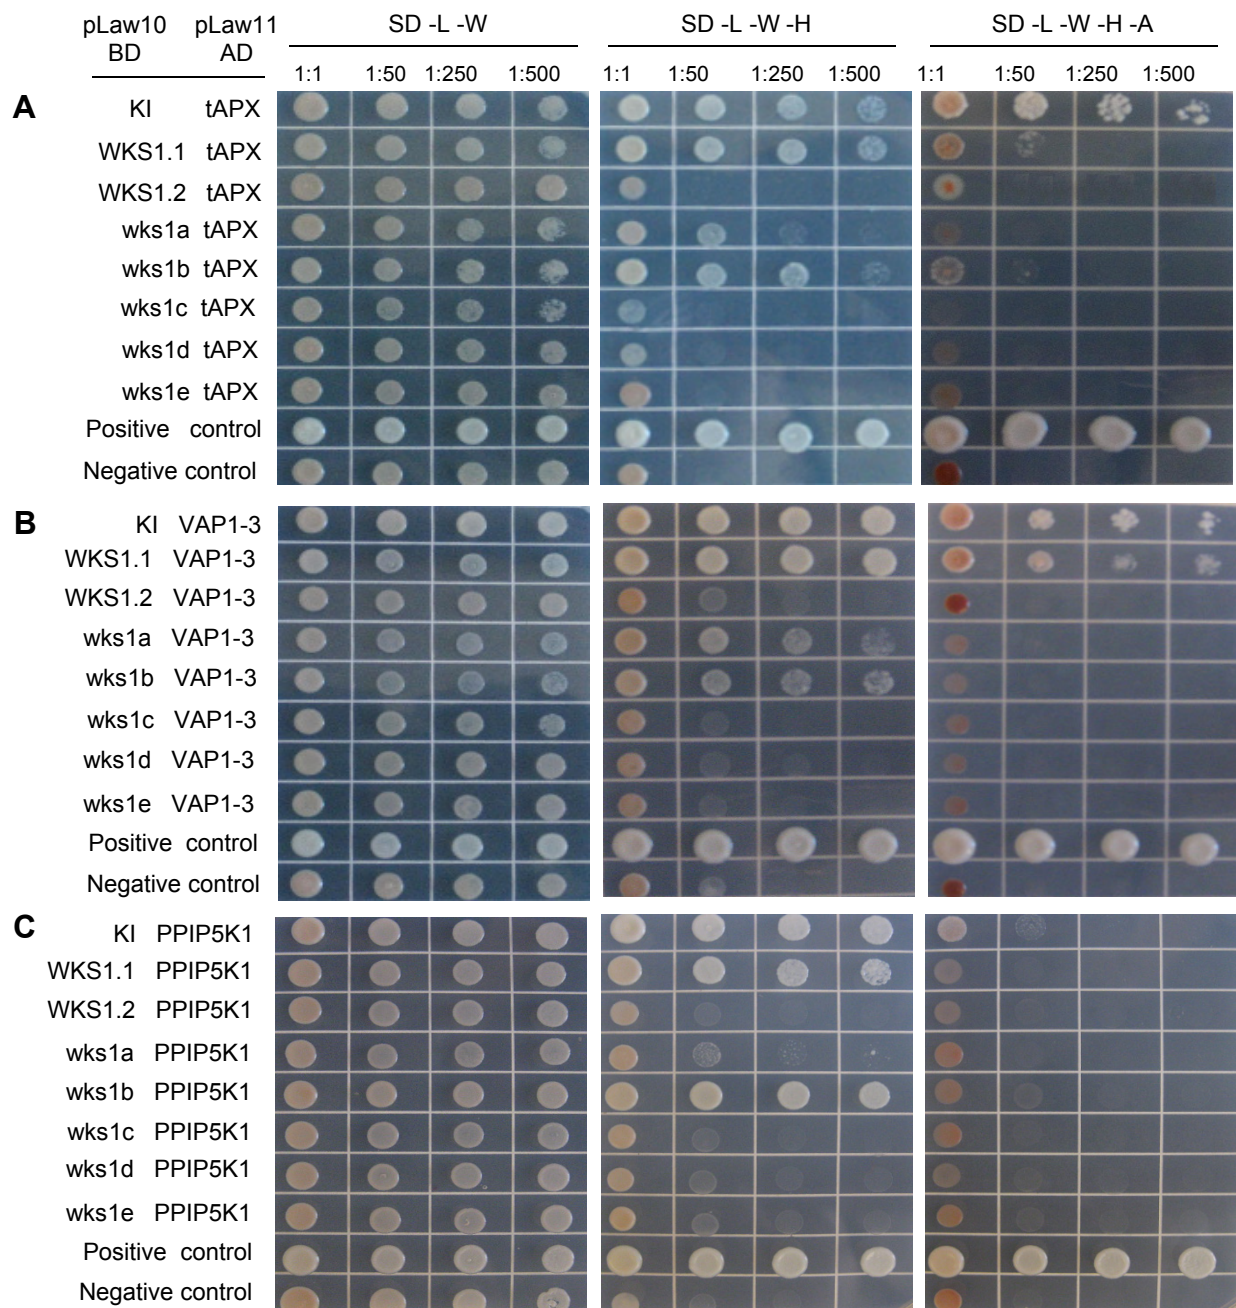 pLaw10 pLaw11 SD -L -W SD -L -W -H SD -L -W -H -A
BD AD
1:1 1:50 1:250 1:500 1:1 1:50 1:250 1:500 1:1 1:50 1:250 1:500
A KI tAPX
WKS1.1 tAPX
WKS1.2 tAPX
wks1a tAPX
wks1b tAPX
wks1c tAPX
wks1d tAPX
wks1e tAPX
Positive control
Negative control
B KI VAP1-3
WKS1.1 VAP1-3
WKS1.2 VAP1-3
wks1a VAP1-3
wks1b VAP1-3
wks1c VAP1-3
wks1d VAP1-3
wks1e VAP1-3
Positive control
Negative control
C KI PPIP5K1
WKS1.1 PPIP5K1
WKS1.2 PPIP5K1
wks1a PPIP5K1
wks1b PPIP5K1
wks1c PPIP5K1
wks1d PPIP5K1
wks1e PPIP5K1
Positive control
Negative control